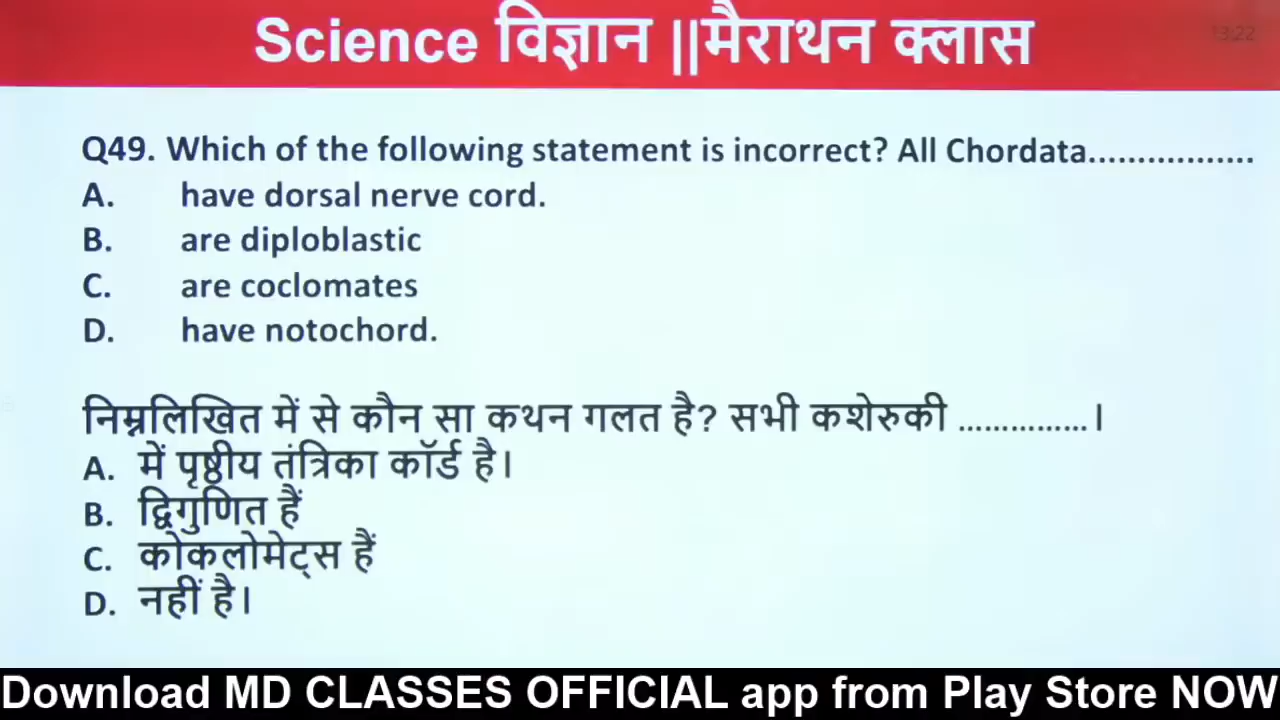 Science विज्ञान ||मैराथन क्लास
13:22
Q49. Which of the following statement is incorrect? All Chordata..................
A. have dorsal nerve cord.
B. are diploblastic
C. are coclomates
D. have notochord.
निम्नलिखित में से कौन सा कथन गलत है? सभी कशेरुकी ...............।
A. में पृष्ठीय तंत्रिका कॉर्ड है।
B. द्विगुणित हैं
C. कोकलोमेट्स हैं
D. नहीं है।
Download MD CLASSES OFFICIAL app from Play Store NOW